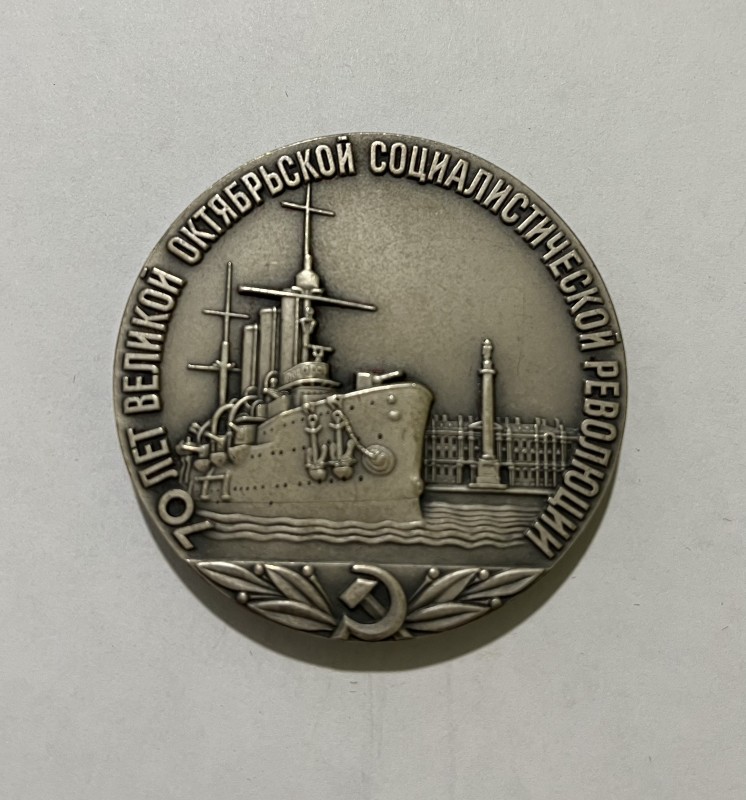 70 ЛЕТ ВЕЛИКОЙ ОКТЯБРЬСКОЙ СОЦИАЛИСТИЧЕСКОЙ РЕВОЛЮЦИИ